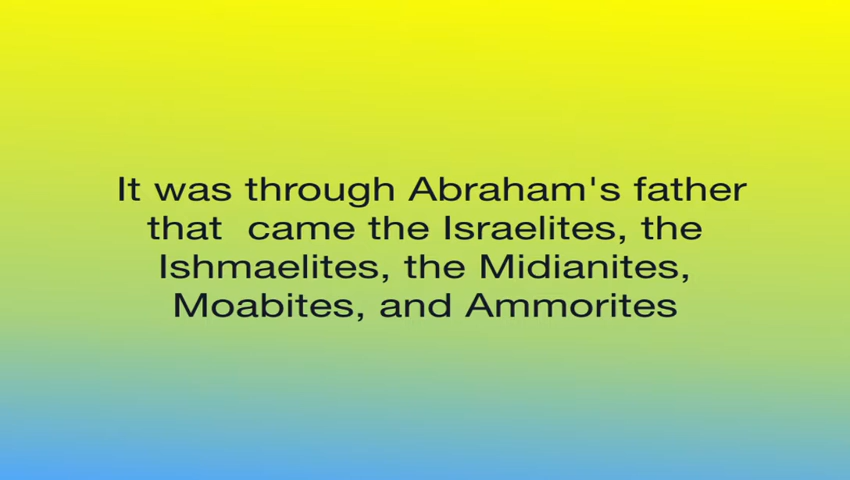 It was through Abraham's father
that  came the Israelites, the
Ishmaelites, the Midianites,
Moabites, and Ammorites